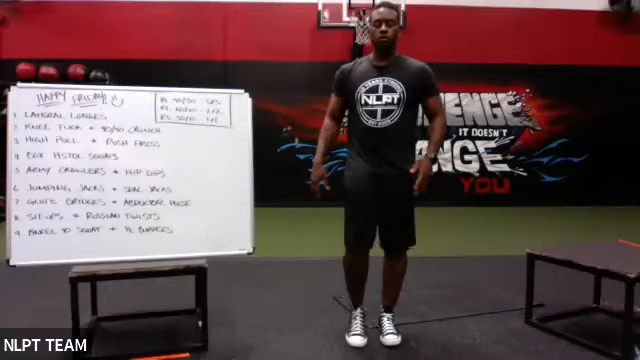 HAPPY FRIDAY!
1. LATERAL LUNGES
2. KNEE TUCK + 90/90 CRUNCH
3. HIGH PULL + PUSH PRESS
4. BOX PISTOL SQUATS
5. ARMY CRAWLERS + HIP DIPS
6. JUMPING JACKS + SEAL JACKS
7. GLUTE BRIDGES + ABDUCTOR PULSE
8. SIT-UPS + RUSSIAN TWISTS
9. KNEEL TO SQUAT + 1/2 BURPEES
NLPT
IT DOESN'T
YOU
NLPT TEAM